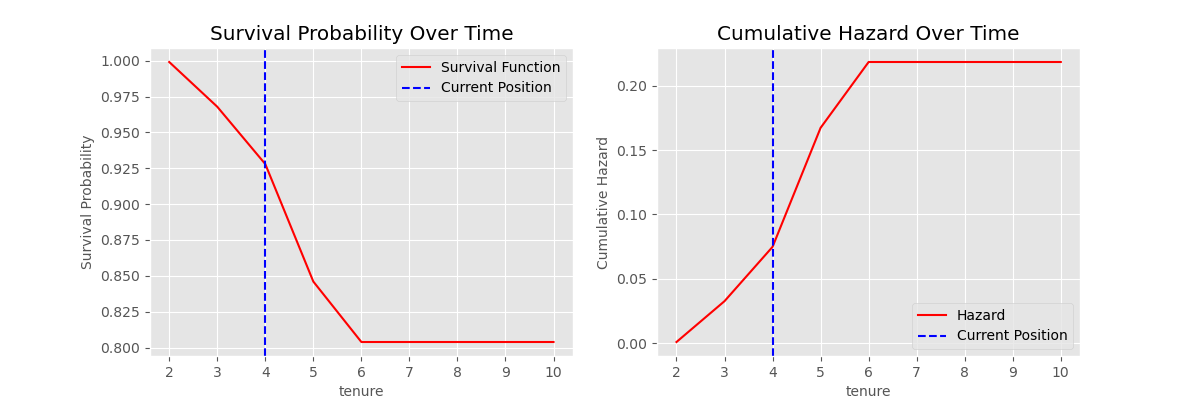 Survival Probability Over Time
Survival Probability
1.000
0.975
0.950
0.925
0.900
0.875
0.850
0.825
0.800
Survival Function
Current Position
2 3 4 5 6 7 8 9 10
tenure
Cumulative Hazard Over Time
Cumulative Hazard
0.20
0.15
0.10
0.05
0.00
Hazard
Current Position
2 3 4 5 6 7 8 9 10
tenure